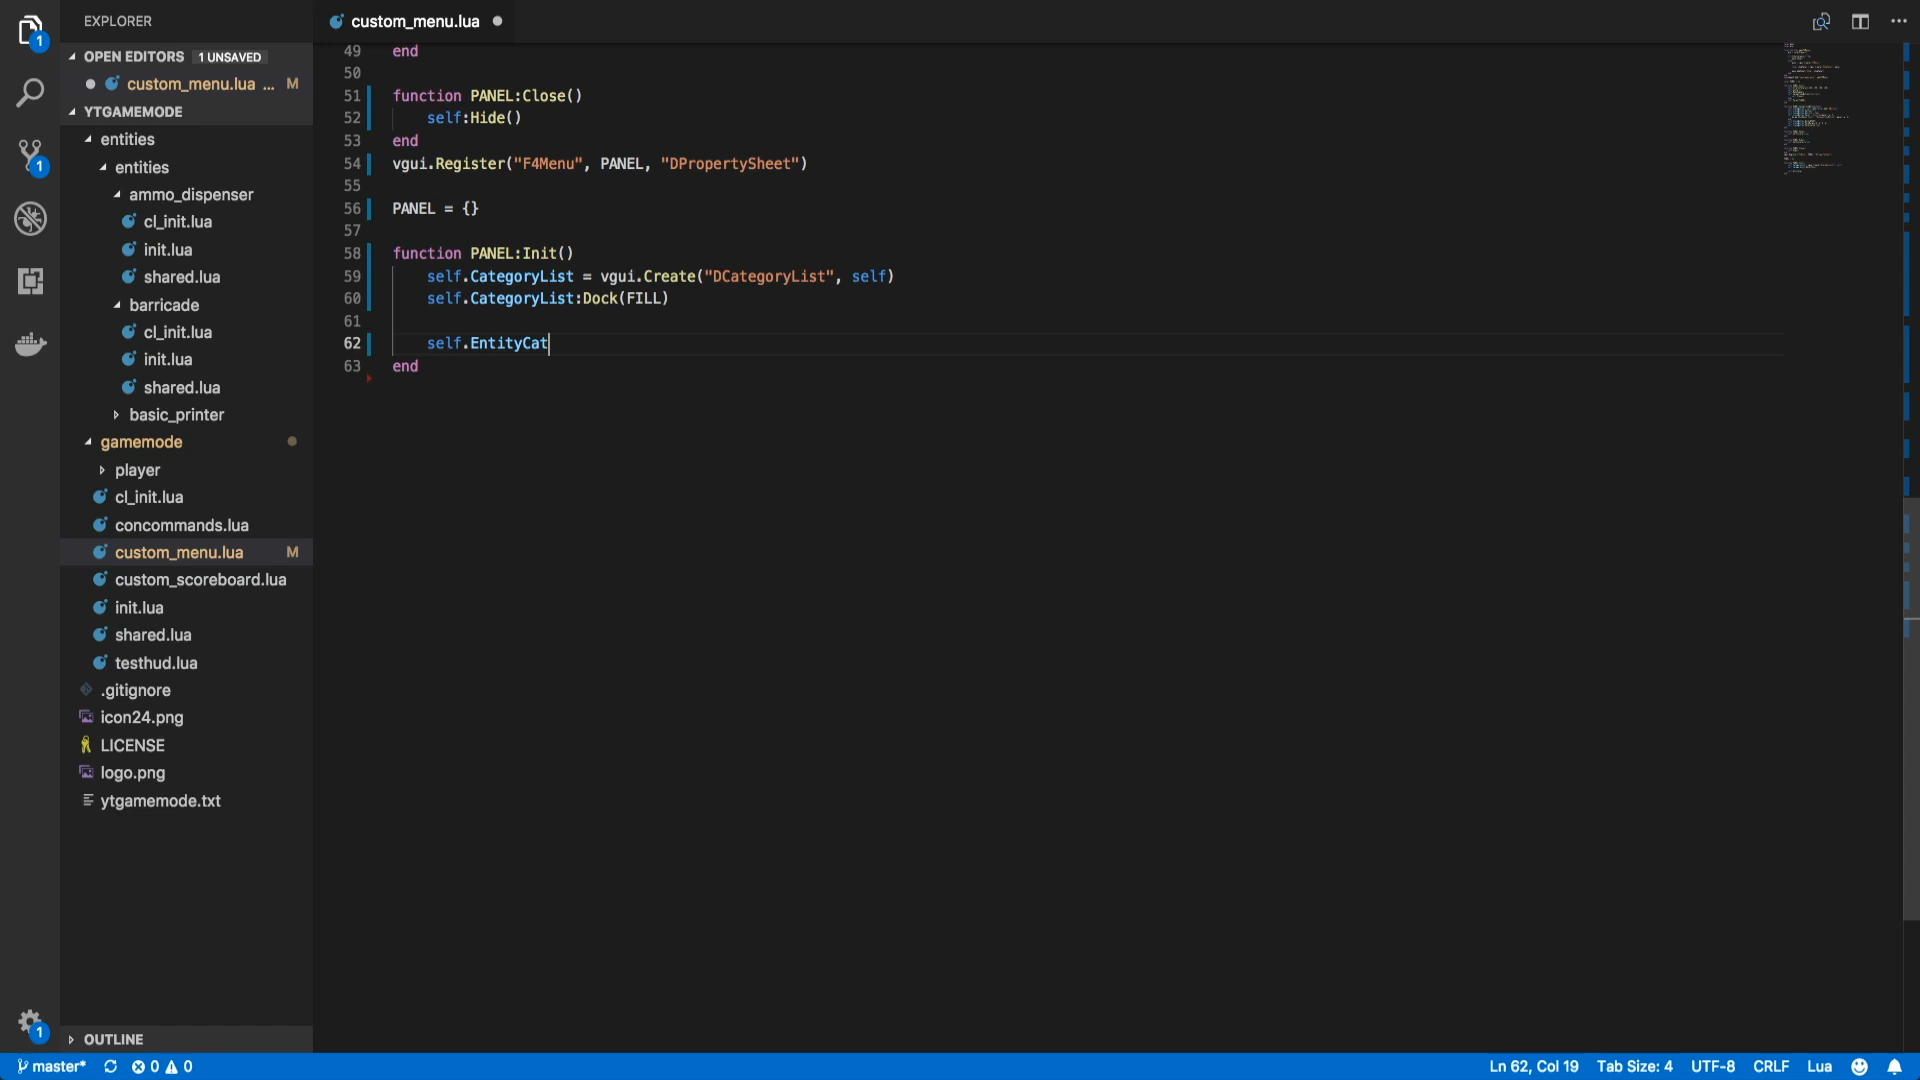 EXPLORER
OPEN EDITORS 1 UNSAVED
custom_menu.lua ... M
YTGAMEMODE
entities
entities
ammo_dispenser
cl_init.lua
init.lua
shared.lua
barricade
cl_init.lua
init.lua
shared.lua
basic_printer
gamemode
player
cl_init.lua
concommands.lua
custom_menu.lua M
custom_scoreboard.lua
init.lua
shared.lua
testhud.lua
.gitignore
icon24.png
LICENSE
logo.png
ytgamemode.txt
OUTLINE
1
1
1
custom_menu.lua
49 end
50
51 function PANEL:Close()
52 self:Hide()
53 end
54 vgui.Register("F4Menu", PANEL, "DPropertySheet")
55
56 PANEL = {}
57
58 function PANEL:Init()
59 self.CategoryList = vgui.Create("DCategoryList", self)
60 self.CategoryList:Dock(FILL)
61
62 self.EntityCat
63 end
master* 0 0 Ln 62, Col 19 Tab Size: 4 UTF-8 CRLF Lua